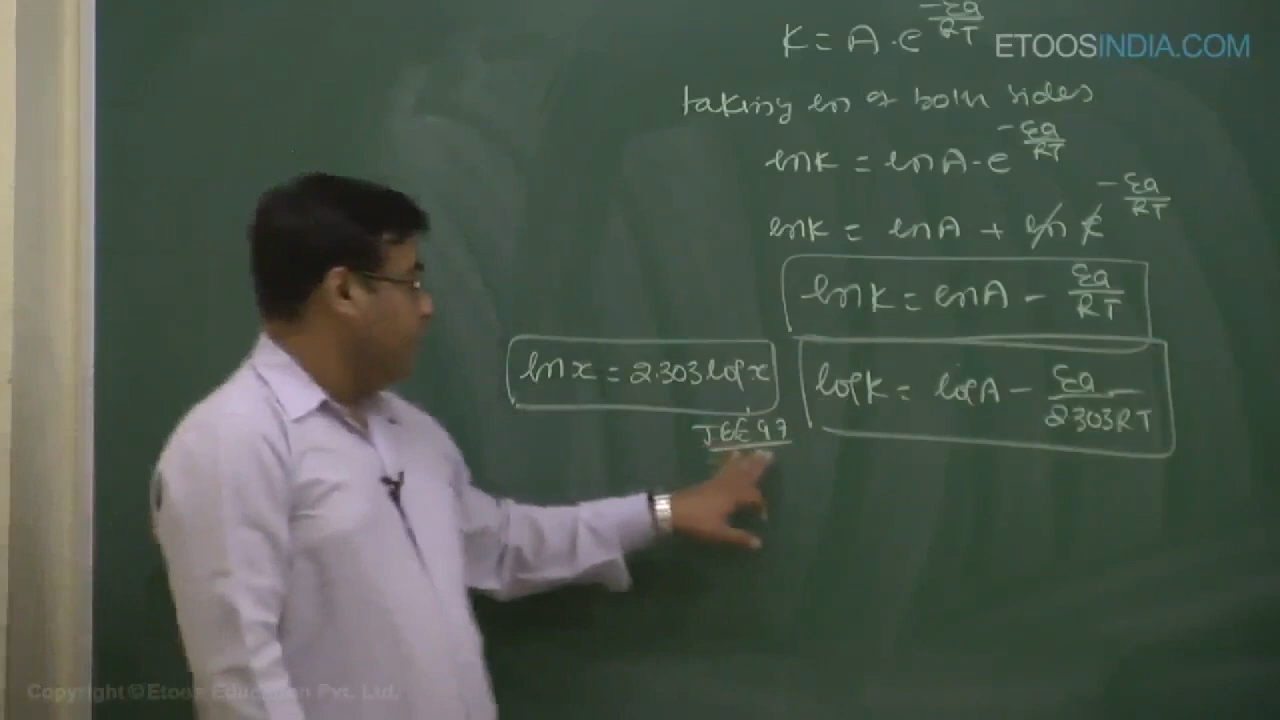 K = A · e^(-Ea/RT)
ETOOSINDIA.COM
taking ln of both sides
lnK = lnA · e^(-Ea/RT)
lnK = lnA + ln e^(-Ea/RT)
lnK = lnA - Ea/RT
lnx = 2.303 logx
logK = logA - Ea/2.303RT
JEE 97
Copyright © Etoos Education Pvt. Ltd.